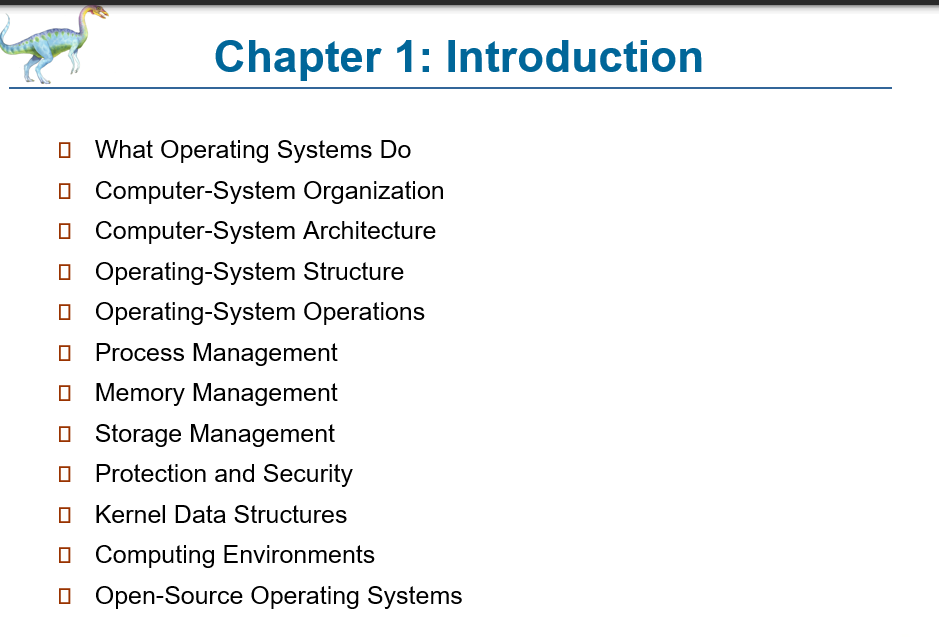 Chapter 1: Introduction
What Operating Systems Do
Computer-System Organization
Computer-System Architecture
Operating-System Structure
Operating-System Operations
Process Management
Memory Management
Storage Management
Protection and Security
Kernel Data Structures
Computing Environments
Open-Source Operating Systems